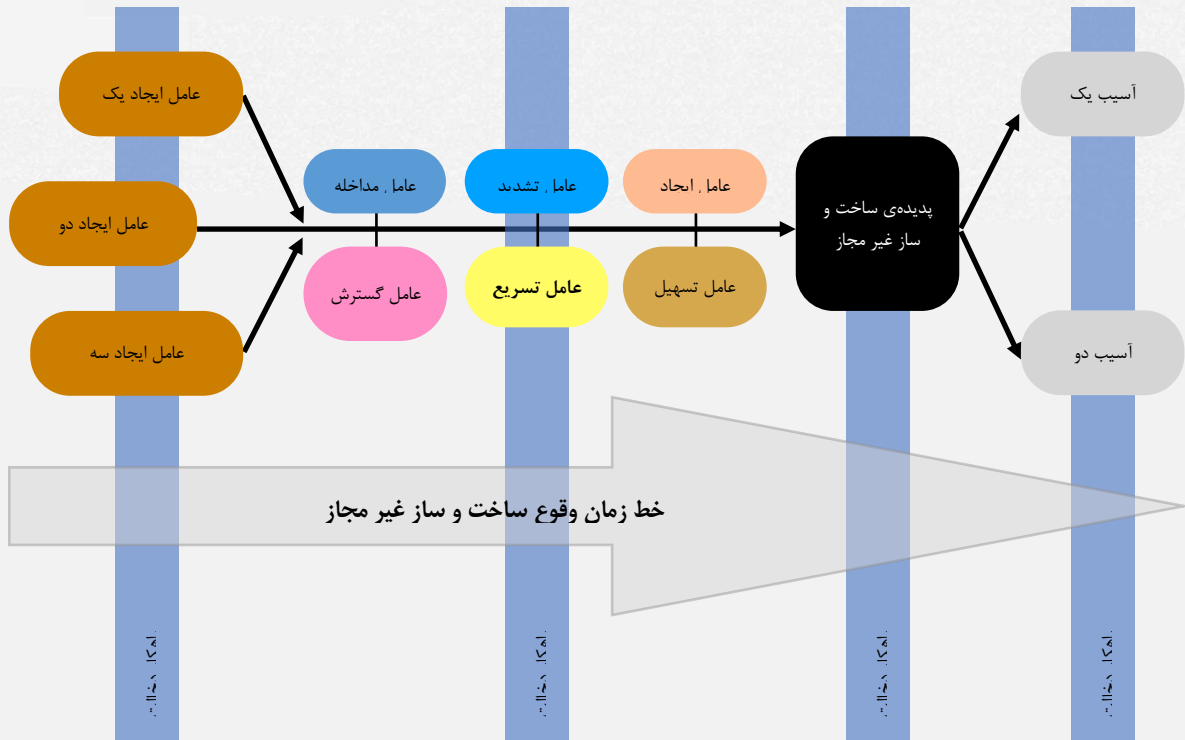 عامل ایجاد یک
آسیب یک
عامل مداخله
عامل تشدید
عامل ایجاد
عامل ایجاد دو
پدیده‌ی ساخت و
ساز غیر مجاز
عامل گسترش
عامل تسریع
عامل تسهیل
عامل ایجاد سه
آسیب دو
خط زمان وقوع ساخت و ساز غیر مجاز